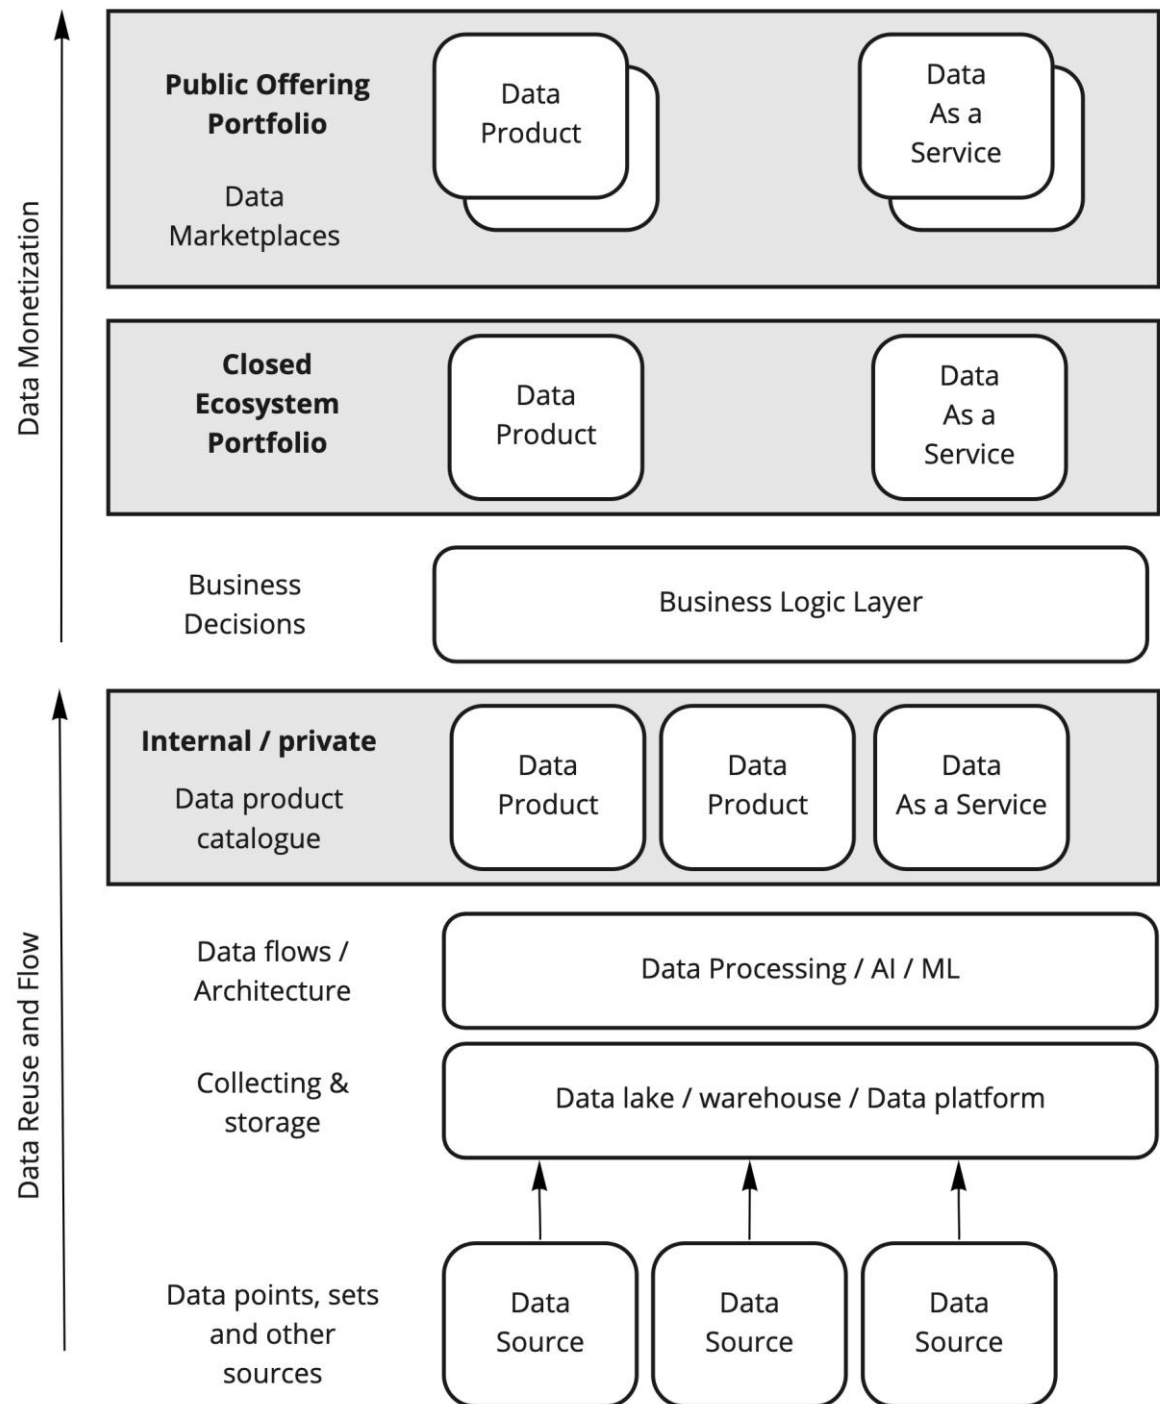 Data Monetization
Public Offering
Portfolio
Data
Marketplaces
Data
Product
Data
As a
Service
Closed
Ecosystem
Portfolio
Data
Product
Data
As a
Service
Business
Decisions
Business Logic Layer
Data Reuse and Flow
Internal / private
Data product
catalogue
Data
Product
Data
Product
Data
As a Service
Data flows /
Architecture
Data Processing / AI / ML
Collecting &
storage
Data lake / warehouse / Data platform
Data points, sets
and other
sources
Data
Source
Data
Source
Data
Source